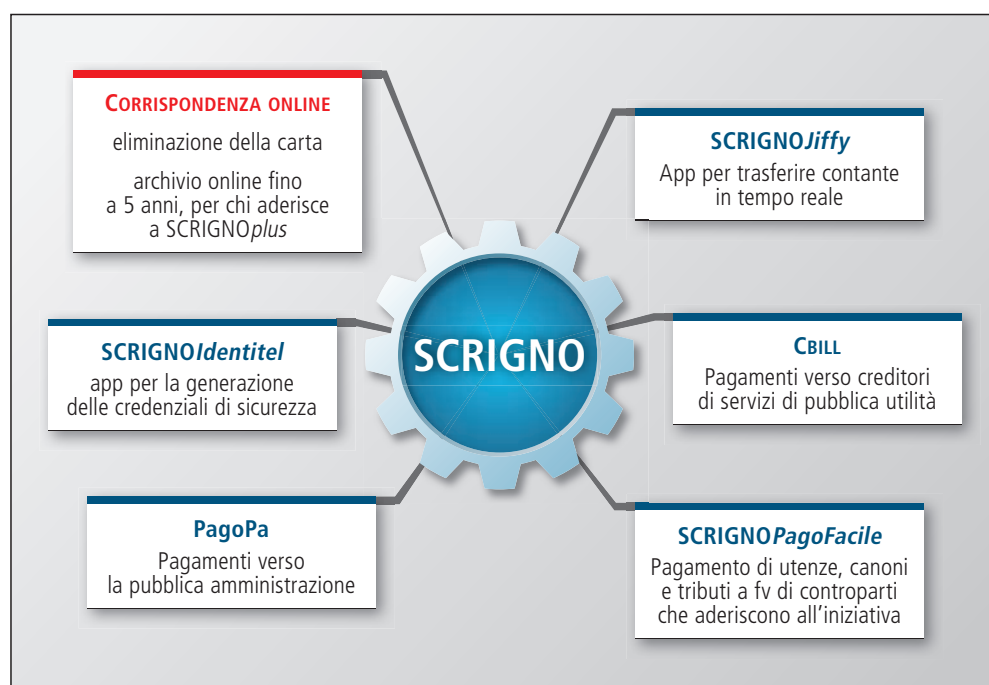 CORRISPONDENZA ONLINE
eliminazione della carta
archivio online fino
a 5 anni, per chi aderisce
a SCRIGNOplus
SCRIGNOJiffy
App per trasferire contante
in tempo reale
SCRIGNO
SCRIGNOIdentitel
app per la generazione
delle credenziali di sicurezza
CBILL
Pagamenti verso creditori
di servizi di pubblica utilità
PagoPa
Pagamenti verso
la pubblica amministrazione
SCRIGNOPagoFacile
Pagamento di utenze, canoni
e tributi a fv di controparti
che aderiscono all'iniziativa